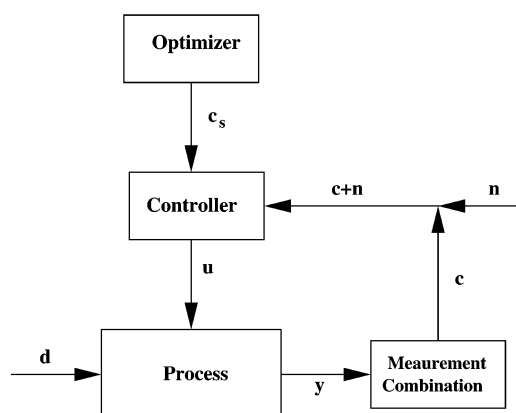 Optimizer
c_s
Controller
c+n
n
u
c
d
Process
y
Meaurement
Combination